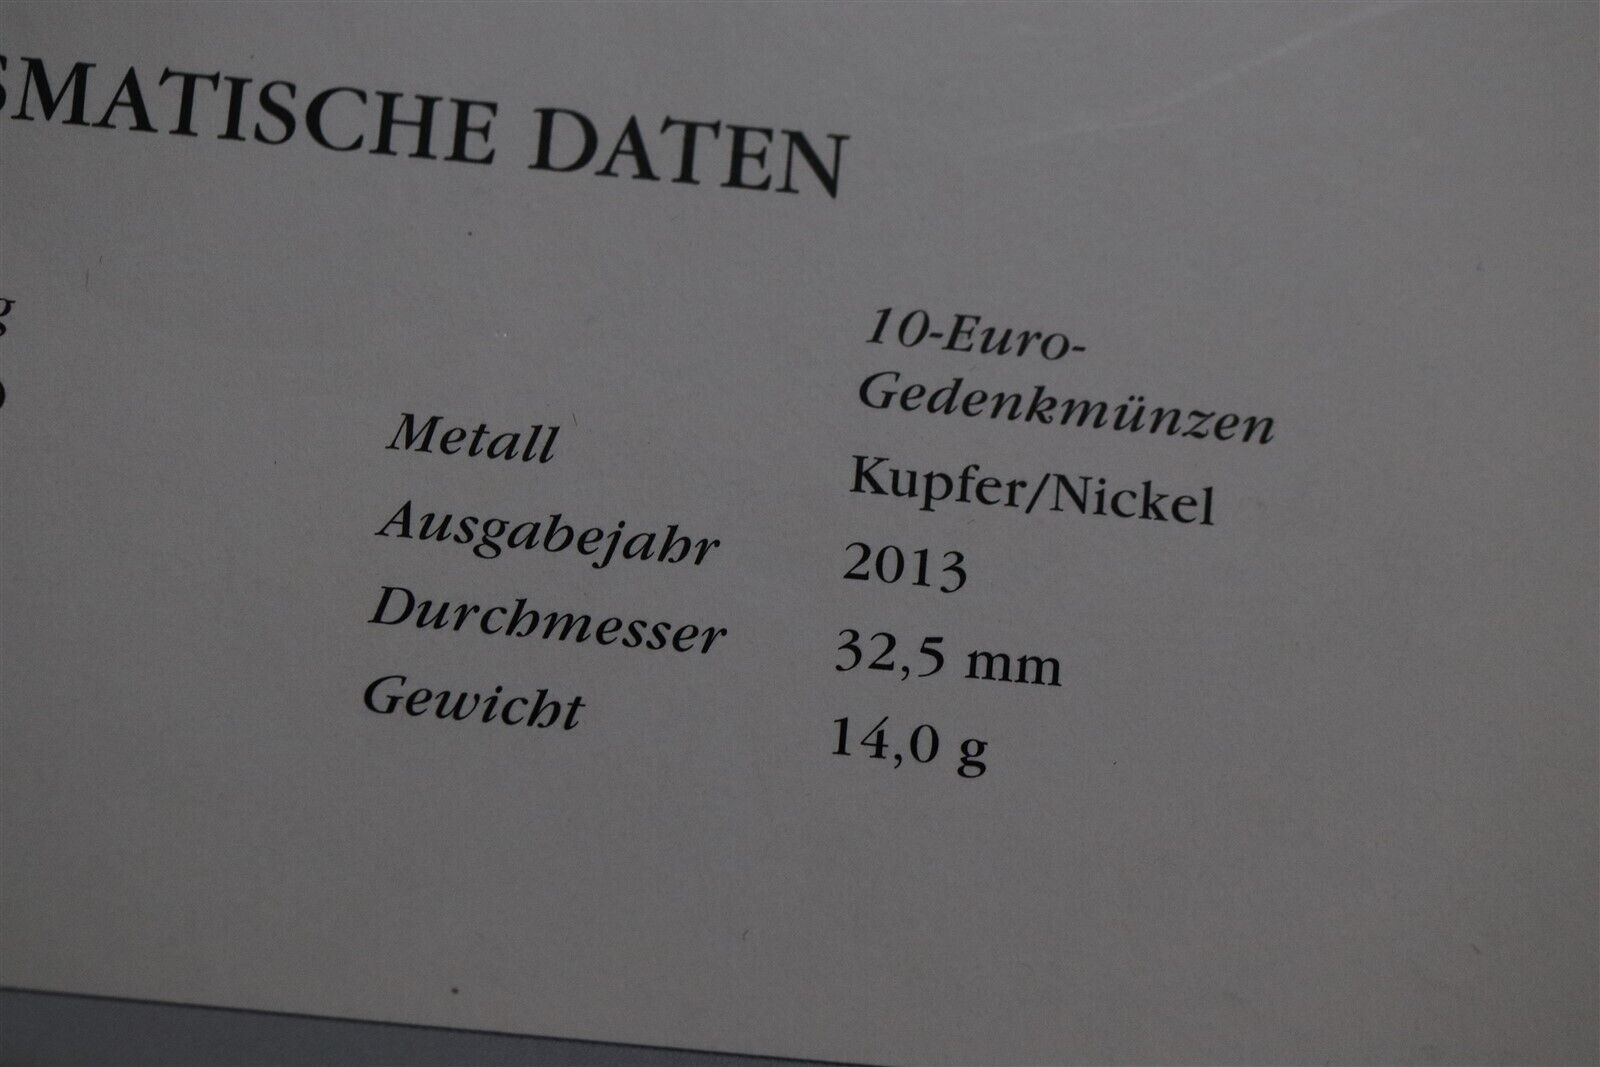 SMATISCHE DATEN
g
10-Euro-
Gedenkmünzen
Metall Kupfer/Nickel
Ausgabejahr 2013
Durchmesser 32,5 mm
Gewicht 14,0 g